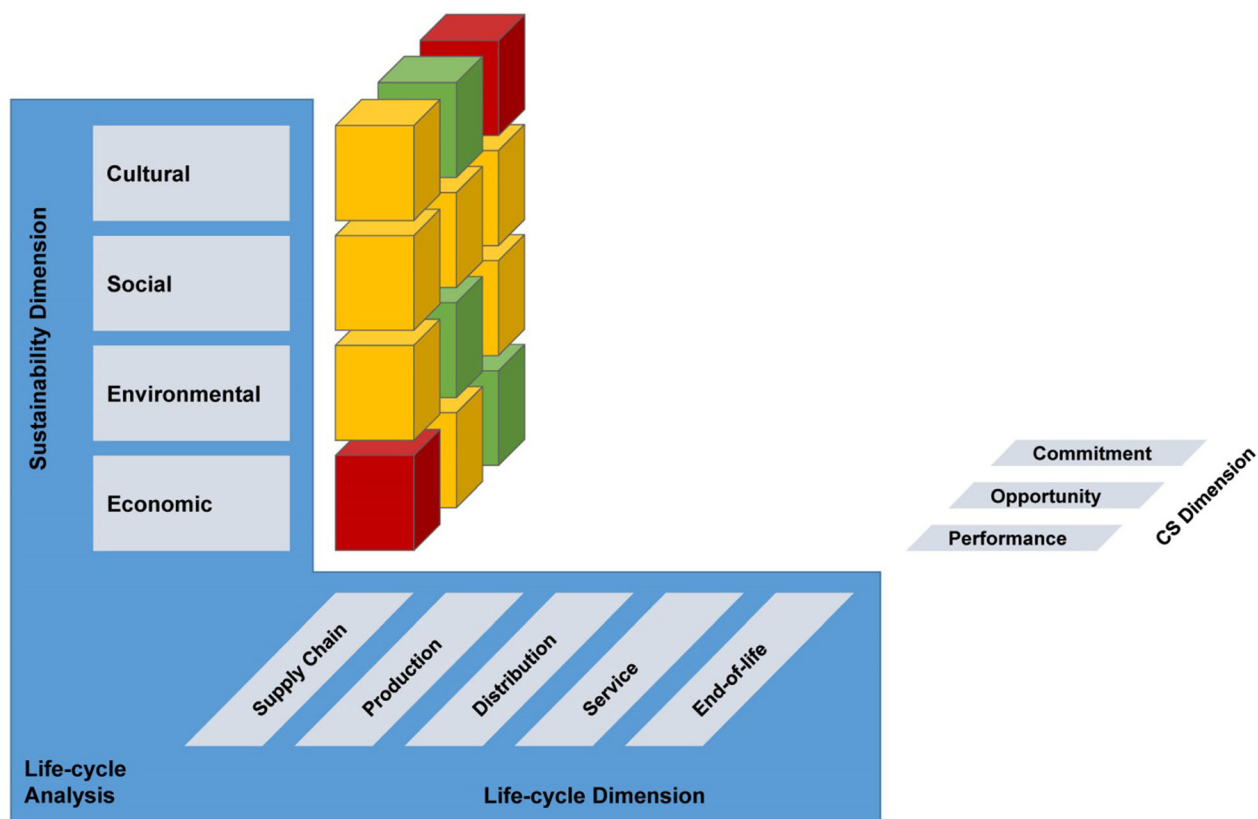 Sustainability Dimension
Cultural
Social
Environmental
Economic
Commitment
Opportunity
Performance
CS Dimension
Supply Chain
Production
Distribution
Service
End-of-life
Life-cycle
Analysis
Life-cycle Dimension